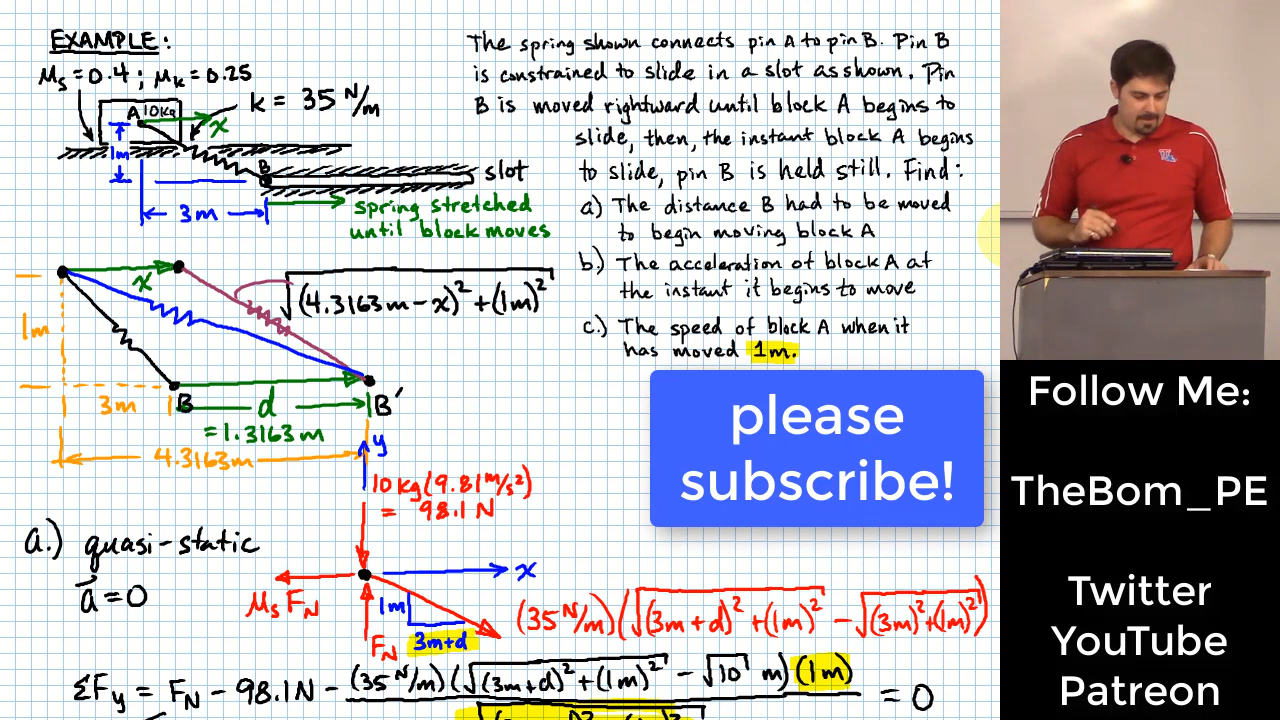 EXAMPLE:
μs = 0.4 ; μk = 0.25
A 10kg
k = 35 N/m
x
1m
B
slot
3m
spring stretched
until block moves
The spring shown connects pin A to pin B. Pin B
is constrained to slide in a slot as shown. Pin
B is moved rightward until block A begins to
slide, then, the instant block A begins
to slide, pin B is held still. Find:
a) The distance B had to be moved
to begin moving block A
b.) The acceleration of block A at
the instant it begins to move
c.) The speed of block A when it
has moved 1m.
x
√((4.3163m - x)² + (1m)²)
1m
3m
B
d
B'
= 1.3163m
4.3163m
y
10kg(9.81 m/s²)
= 98.1 N
a.) quasi-static
a⃗ = 0
x
μs FN
1m
3m+d
FN
(35 N/m)(√((3m+d)² + (1m)²) - √((3m)² + (1m)²))
ΣFy = FN - 98.1N - (35 N/m)(√((3m+d)² + (1m)²) - √10 m)(1m) = 0
please
subscribe!
Follow Me:
TheBom_PE
Twitter
YouTube
Patreon